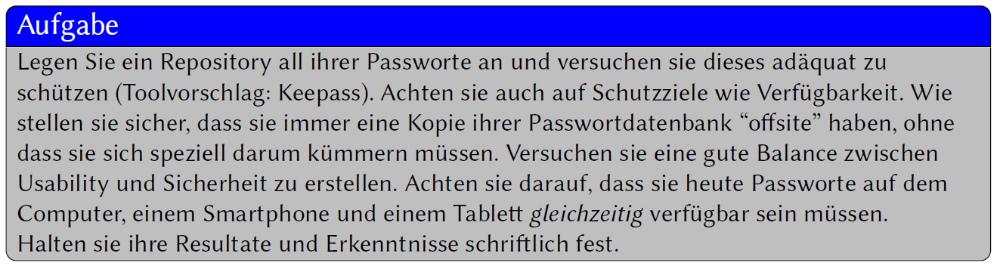 Aufgabe
Legen Sie ein Repository all ihrer Passworte an und versuchen sie dieses adäquat zu
schützen (Toolvorschlag: Keepass). Achten sie auch auf Schutzziele wie Verfügbarkeit. Wie
stellen sie sicher, dass sie immer eine Kopie ihrer Passwortdatenbank “offsite” haben, ohne
dass sie sich speziell darum kümmern müssen. Versuchen sie eine gute Balance zwischen
Usability und Sicherheit zu erstellen. Achten sie darauf, dass sie heute Passworte auf dem
Computer, einem Smartphone und einem Tablett gleichzeitig verfügbar sein müssen.
Halten sie ihre Resultate und Erkenntnisse schriftlich fest.